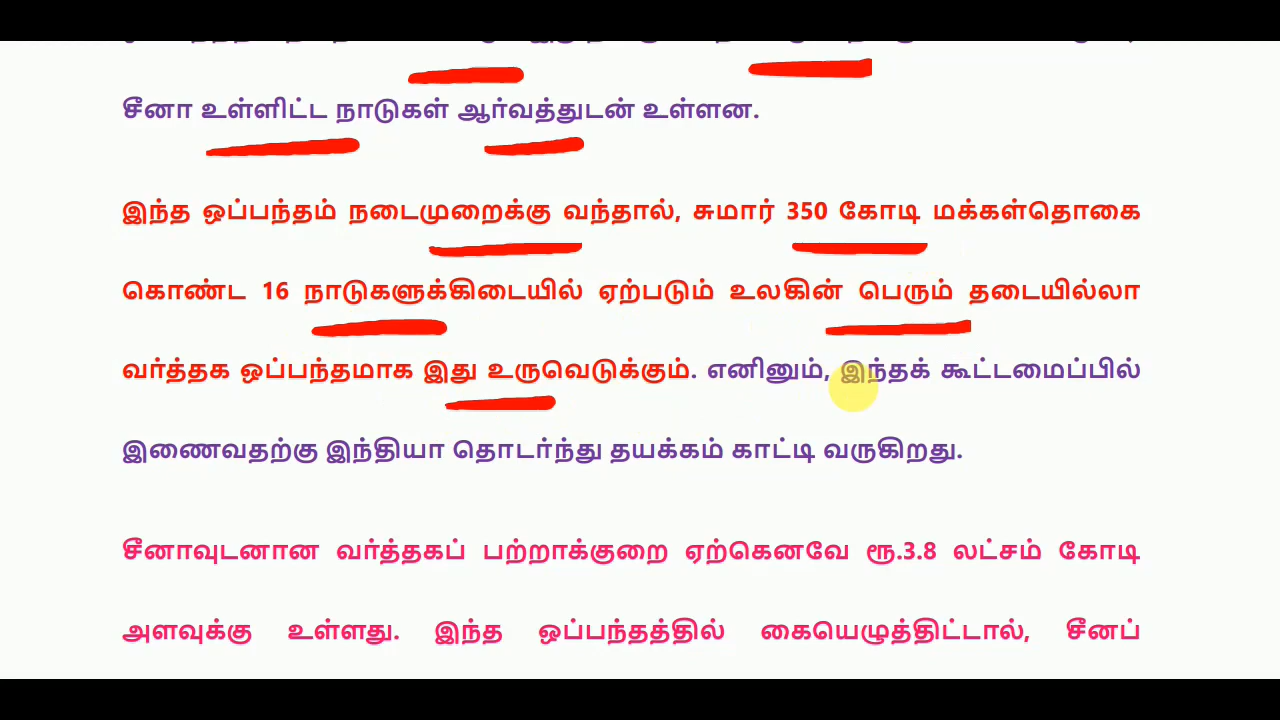 சீனா உள்ளிட்ட நாடுகள் ஆர்வத்துடன் உள்ளன.
இந்த ஒப்பந்தம் நடைமுறைக்கு வந்தால், சுமார் 350 கோடி மக்கள்தொகை
கொண்ட 16 நாடுகளுக்கிடையில் ஏற்படும் உலகின் பெரும் தடையில்லா
வர்த்தக ஒப்பந்தமாக இது உருவெடுக்கும். எனினும், இந்தக் கூட்டமைப்பில்
இணைவதற்கு இந்தியா தொடர்ந்து தயக்கம் காட்டி வருகிறது.
சீனாவுடனான வர்த்தகப் பற்றாக்குறை ஏற்கெனவே ரூ.3.8 லட்சம் கோடி
அளவுக்கு உள்ளது. இந்த ஒப்பந்தத்தில் கையெழுத்திட்டால், சீனப்